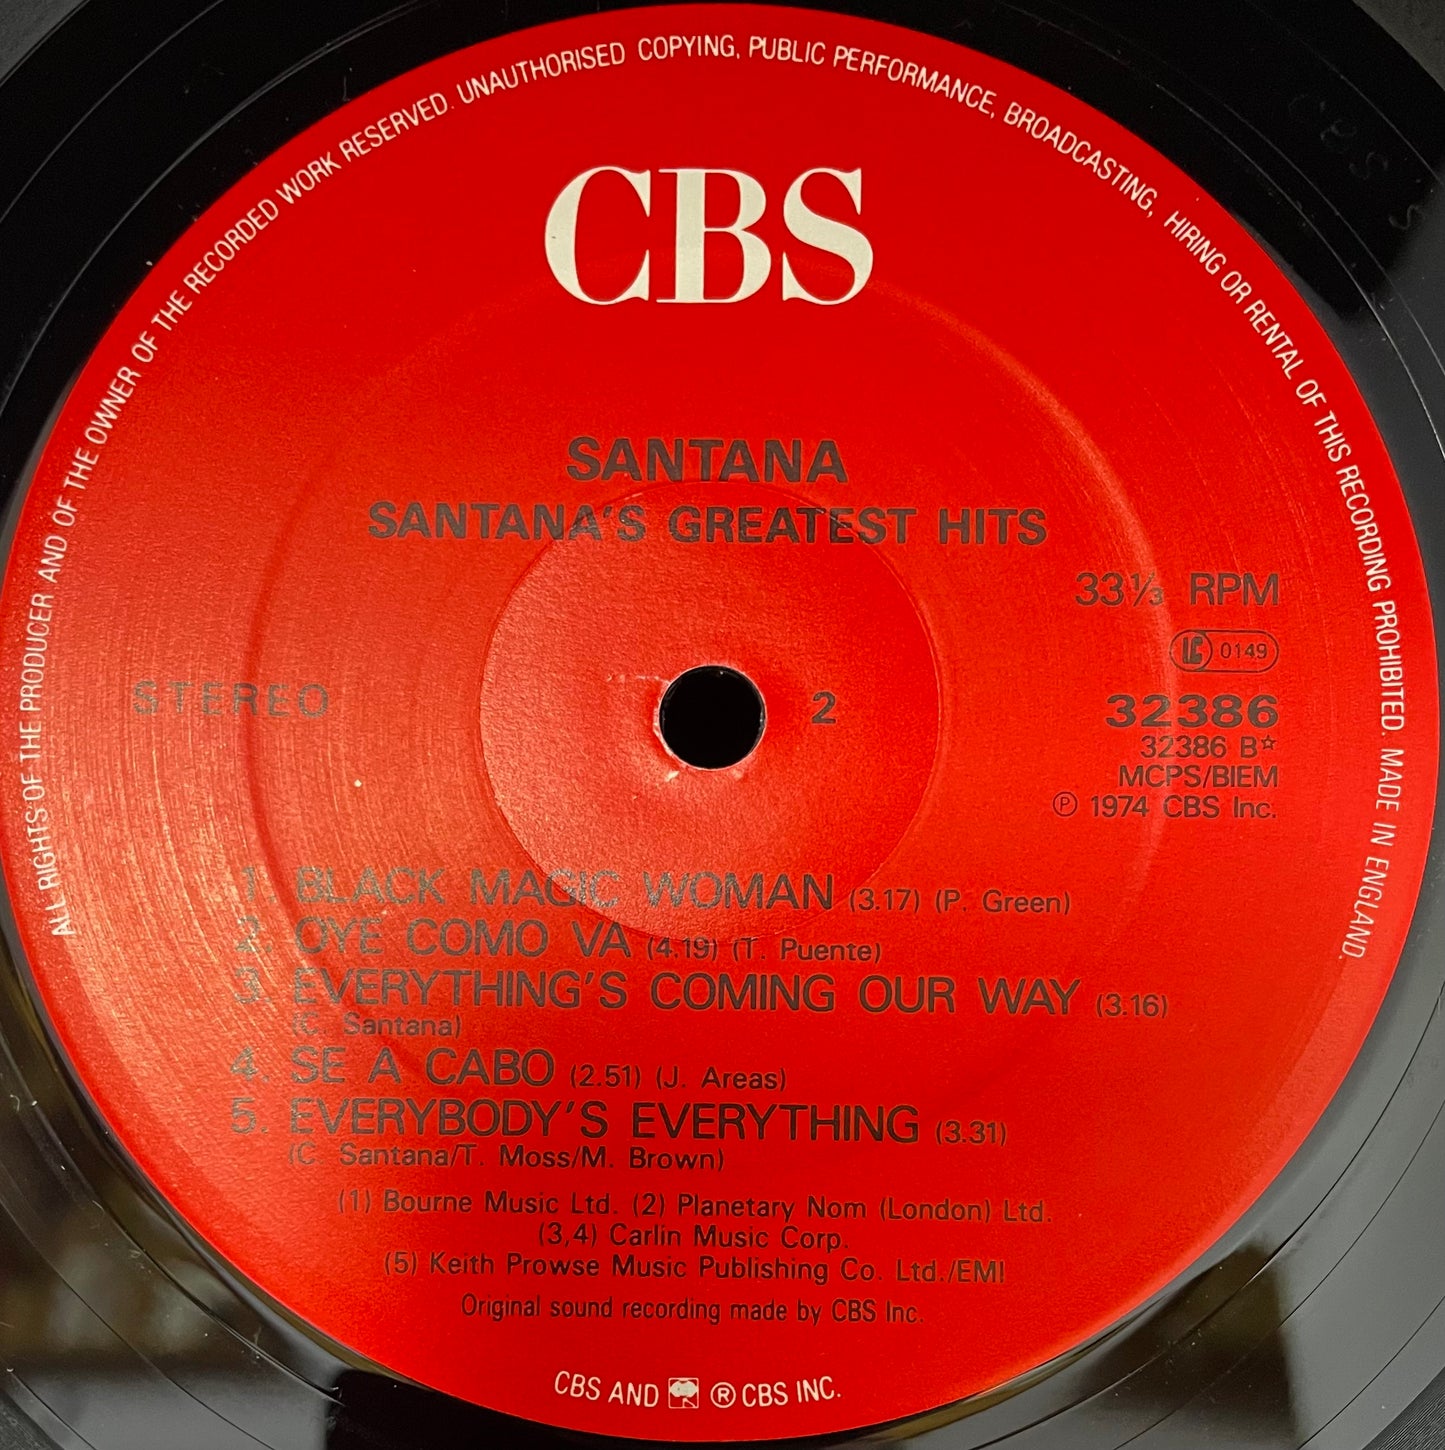 ALL RIGHTS OF THE PRODUCER AND OF THE OWNER OF THE RECORDED WORK RESERVED. UNAUTHORISED COPYING, PUBLIC PERFORMANCE, BROADCASTING, HIRING OR RENTAL OF THIS RECORDING PROHIBITED. MADE IN ENGLAND.
CBS
SANTANA
SANTANA'S GREATEST HITS
33⅓ RPM
LC 0149
STEREO
2
32386
32386 B☆
MCPS/BIEM
℗ 1974 CBS Inc.
1. BLACK MAGIC WOMAN (3.17) (P. Green)
2. OYE COMO VA (4.19) (T. Puente)
3. EVERYTHING'S COMING OUR WAY (3.16)
(C. Santana)
4. SE A CABO (2.51) (J. Areas)
5. EVERYBODY'S EVERYTHING (3.31)
(C. Santana/T. Moss/M. Brown)
(1) Bourne Music Ltd. (2) Planetary Nom (London) Ltd.
(3,4) Carlin Music Corp.
(5) Keith Prowse Music Publishing Co. Ltd./EMI
Original sound recording made by CBS Inc.
CBS AND ® CBS INC.